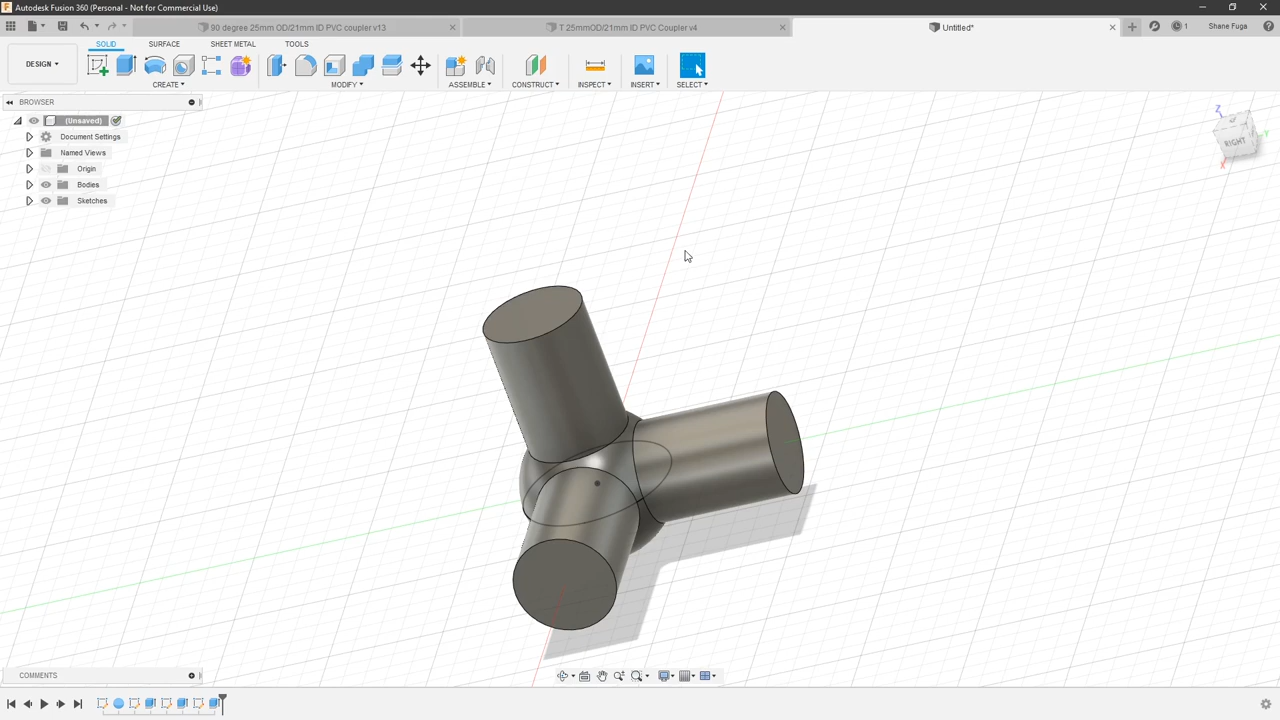 Autodesk Fusion 360 (Personal - Not for Commercial Use)
90 degree 25mm OD/21mm ID PVC coupler v13
T 25mmOD/21mm ID PVC Coupler v4
Untitled*
1
Shane Fuga
SOLID
SURFACE
SHEET METAL
TOOLS
DESIGN
CREATE
MODIFY
ASSEMBLE
CONSTRUCT
INSPECT
INSERT
SELECT
BROWSER
(Unsaved)
Document Settings
Named Views
Origin
Bodies
Sketches
Z
Y
RIGHT
X
COMMENTS